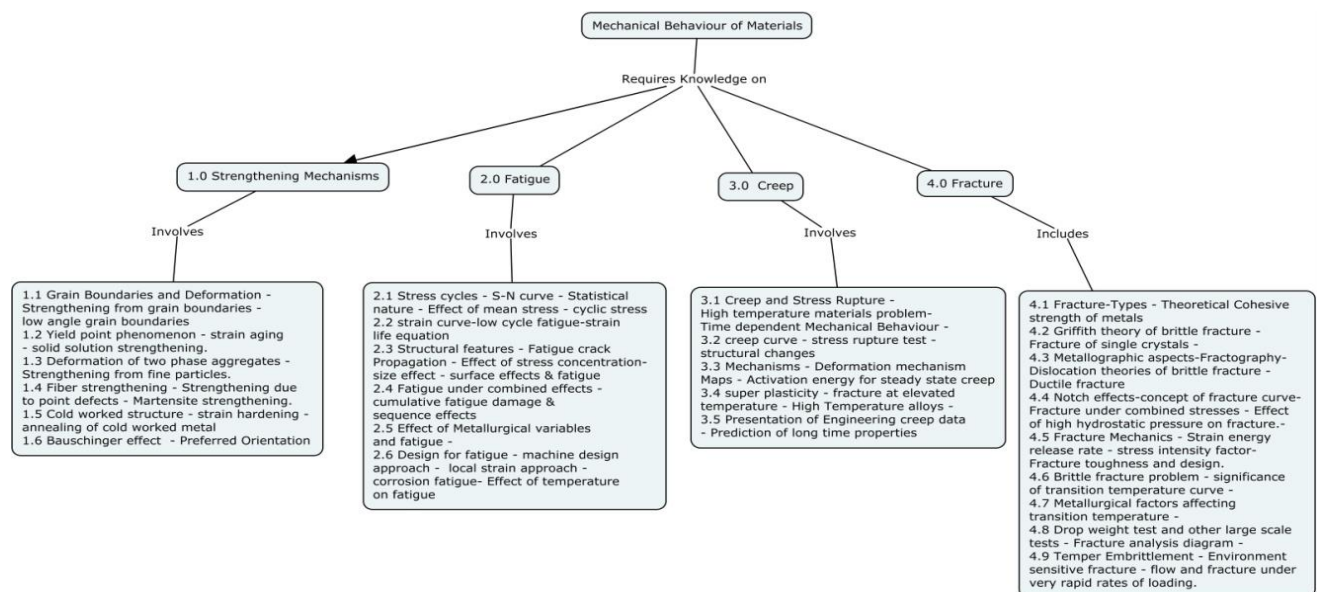 Mechanical Behaviour of Materials
Requires Knowledge on
1.0 Strengthening Mechanisms
2.0 Fatigue
3.0 Creep
4.0 Fracture
Involves
Involves
Involves
Includes
1.1 Grain Boundaries and Deformation -
Strengthening from grain boundaries -
low angle grain boundaries
1.2 Yield point phenomenon - strain aging
- solid solution strengthening.
1.3 Deformation of two phase aggregates -
Strengthening from fine particles.
1.4 Fiber strengthening - Strengthening due
to point defects - Martensite strengthening.
1.5 Cold worked structure - strain hardening -
annealing of cold worked metal
1.6 Bauschinger effect - Preferred Orientation
2.1 Stress cycles - S-N curve - Statistical
nature - Effect of mean stress - cyclic stress
2.2 strain curve-low cycle fatigue-strain
life equation
2.3 Structural features - Fatigue crack
Propagation - Effect of stress concentration-
size effect - surface effects & fatigue
2.4 Fatigue under combined effects -
cumulative fatigue damage &
sequence effects
2.5 Effect of Metallurgical variables
and fatigue -
2.6 Design for fatigue - machine design
approach - local strain approach -
corrosion fatigue- Effect of temperature
on fatigue
3.1 Creep and Stress Rupture -
High temperature materials problem-
Time dependent Mechanical Behaviour -
3.2 creep curve - stress rupture test -
structural changes
3.3 Mechanisms - Deformation mechanism
Maps - Activation energy for steady state creep
3.4 super plasticity - fracture at elevated
temperature - High Temperature alloys -
3.5 Presentation of Engineering creep data
- Prediction of long time properties
4.1 Fracture-Types - Theoretical Cohesive
strength of metals
4.2 Griffith theory of brittle fracture -
Fracture of single crystals -
4.3 Metallographic aspects-Fractography-
Dislocation theories of brittle fracture -
Ductile fracture
4.4 Notch effects-concept of fracture curve-
Fracture under combined stresses - Effect
of high hydrostatic pressure on fracture.-
4.5 Fracture Mechanics - Strain energy
release rate - stress intensity factor-
Fracture toughness and design.
4.6 Brittle fracture problem - significance
of transition temperature curve -
4.7 Metallurgical factors affecting
transition temperature -
4.8 Drop weight test and other large scale
tests - Fracture analysis diagram -
4.9 Temper Embrittlement - Environment
sensitive fracture - flow and fracture under
very rapid rates of loading.